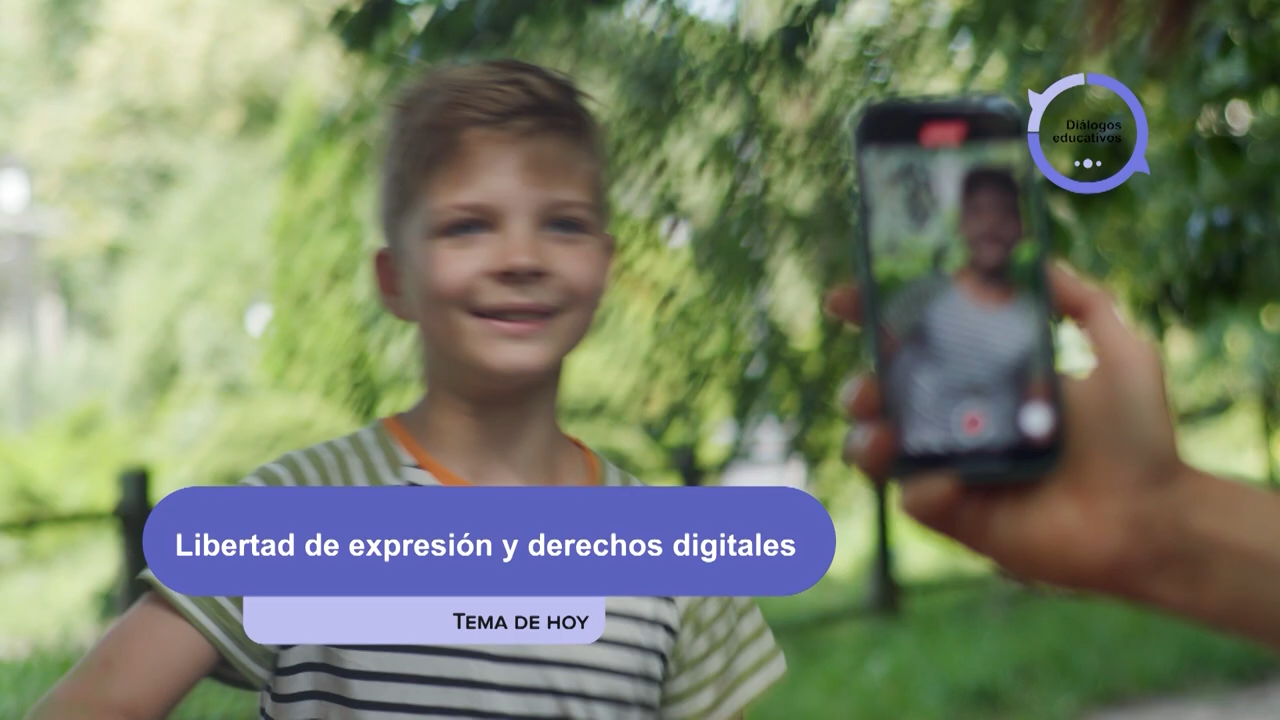 Diálogos
educativos
Libertad de expresión y derechos digitales
TEMA DE HOY